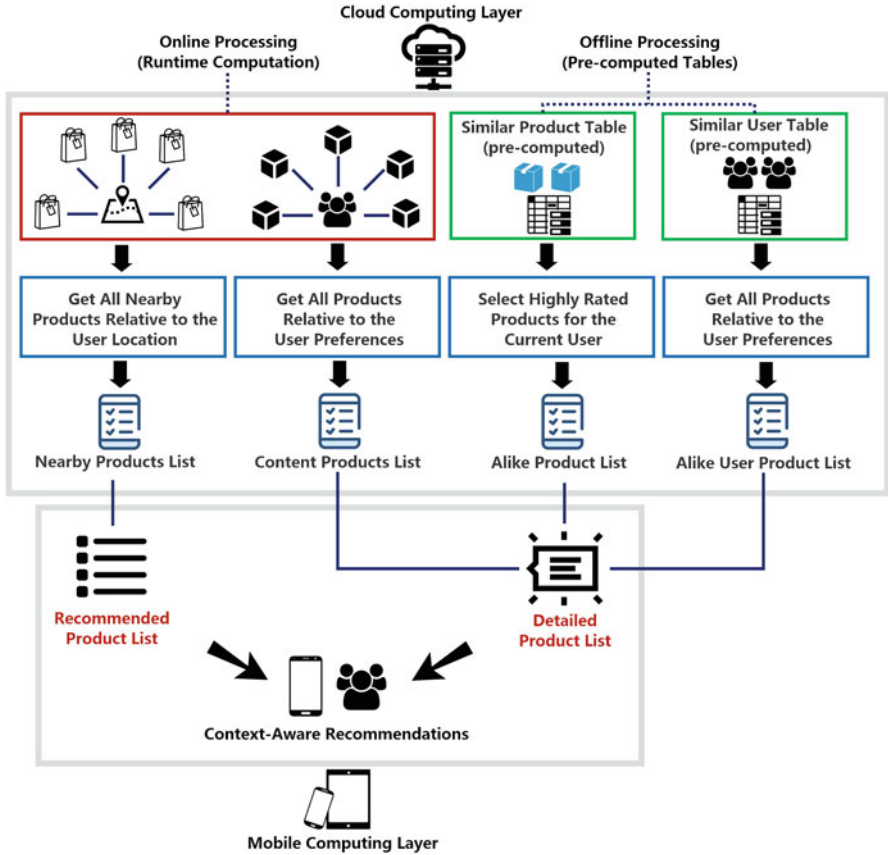 Cloud Computing Layer
Online Processing
(Runtime Computation)
Offline Processing
(Pre-computed Tables)
Similar Product Table
(pre-computed)
Similar User Table
(pre-computed)
Get All Nearby
Products Relative to the
User Location
Get All Products
Relative to the
User Preferences
Select Highly Rated
Products for the
Current User
Get All Products
Relative to the
User Preferences
Nearby Products List
Content Products List
Alike Product List
Alike User Product List
Recommended
Product List
Detailed
Product List
Context-Aware Recommendations
Mobile Computing Layer